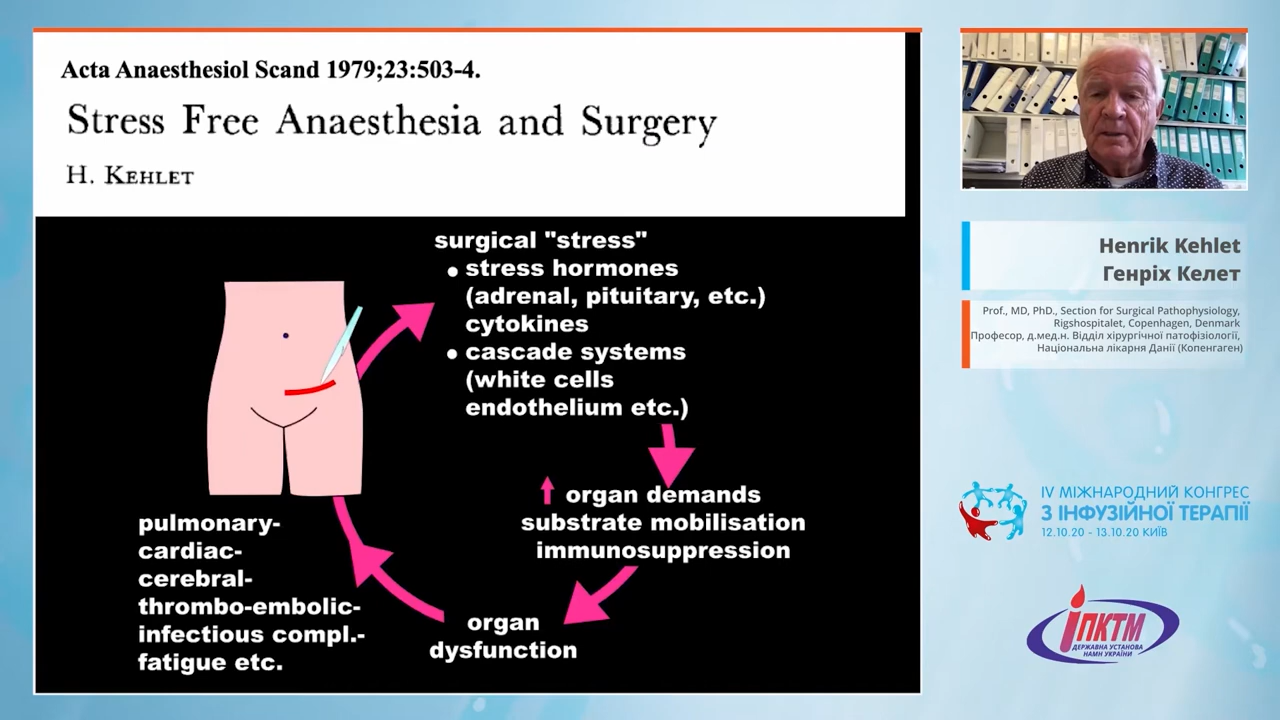 Acta Anaesthesiol Scand 1979;23:503-4.
Stress Free Anaesthesia and Surgery
H. KEHLET
surgical "stress"
• stress hormones
(adrenal, pituitary, etc.)
cytokines
• cascade systems
(white cells
endothelium etc.)
organ demands
substrate mobilisation
immunosuppression
organ
dysfunction
pulmonary-
cardiac-
cerebral-
thrombo-embolic-
infectious compl.-
fatigue etc.
Henrik Kehlet
Генріх Келет
Prof., MD, PhD., Section for Surgical Pathophysiology,
Rigshospitalet, Copenhagen, Denmark
Професор, д.мед.н. Відділ хірургічної патофізіології,
Національна лікарня Данії (Копенгаген)
IV МІЖНАРОДНИЙ КОНГРЕС
З ІНФУЗІЙНОЇ ТЕРАПІЇ
12.10.20 - 13.10.20 КИЇВ
ІПКТМ
ДЕРЖАВНА УСТАНОВА
НАМН УКРАЇНИ